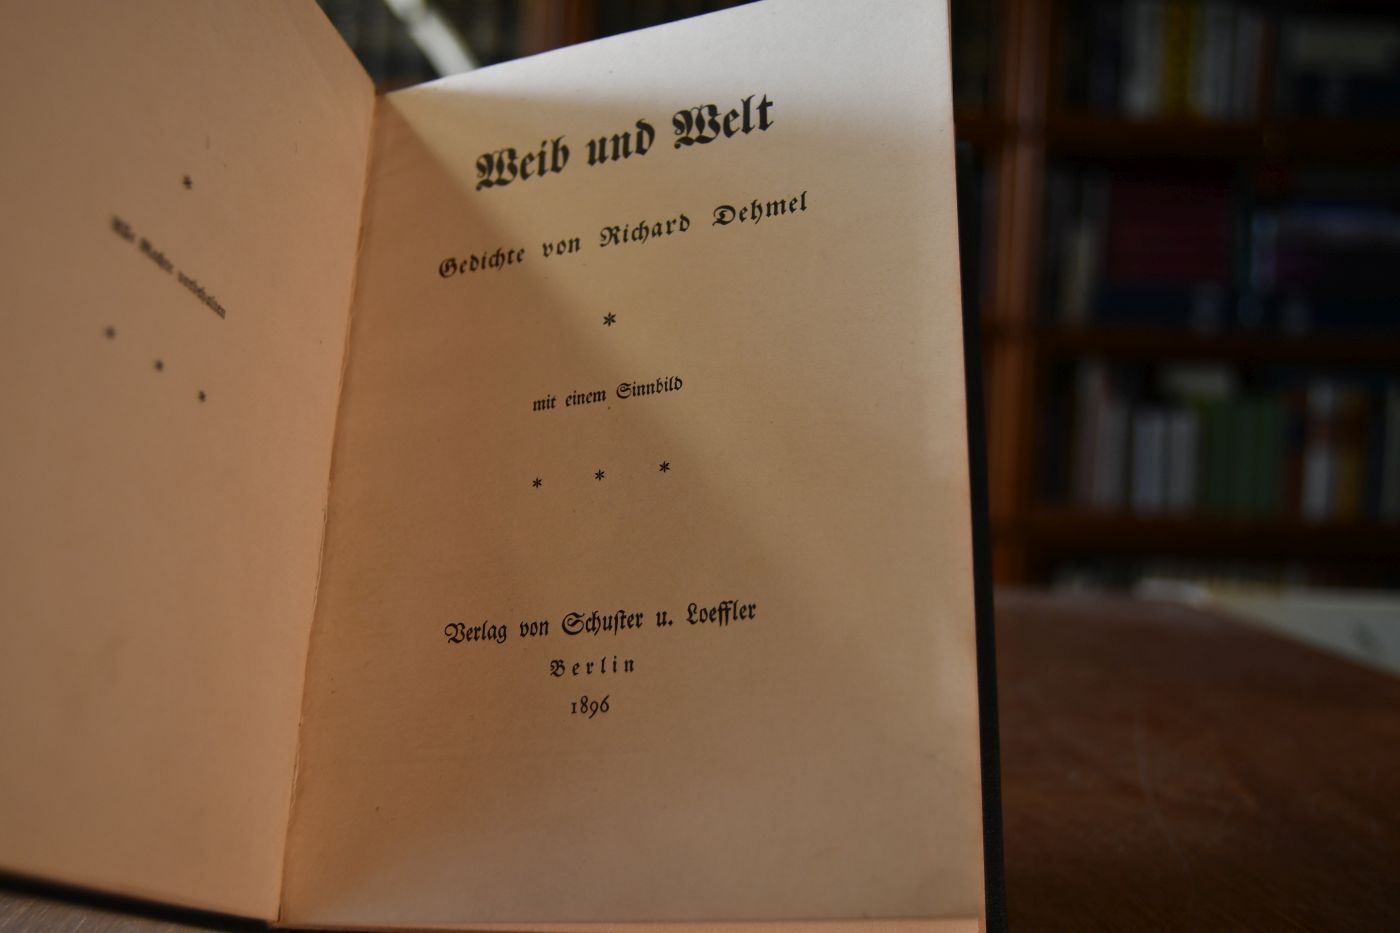 *
Alle Rechte vorbehalten
* * *
Weib und Welt
Gedichte von Richard Dehmel
*
mit einem Sinnbild
* * *
Verlag von Schuſter u. Loeffler
Berlin
1896